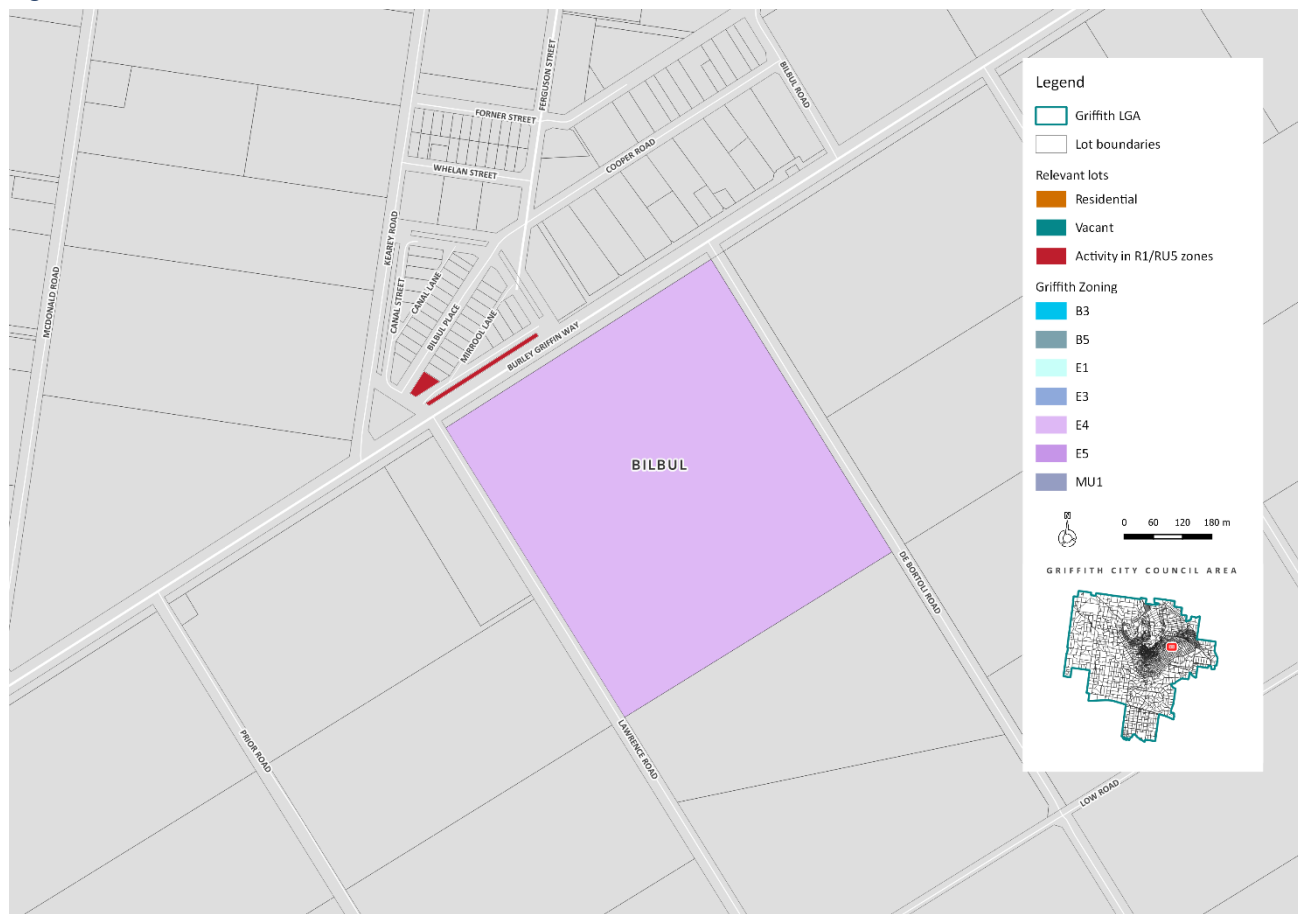 FORNER STREET
FERGUSON STREET
BILBUL ROAD
COOPER ROAD
WHELAN STREET
KEAREY ROAD
MCDONALD ROAD
CANAL STREET
CANAL LANE
BILBUL PLACE
MIRROOL LANE
BURLEY GRIFFIN WAY
BILBUL
DE BORTOLI ROAD
PRIOR ROAD
LAWRENCE ROAD
LOW ROAD
Legend
Griffith LGA
Lot boundaries
Relevant lots
Residential
Vacant
Activity in R1/RU5 zones
Griffith Zoning
B3
B5
E1
E3
E4
E5
MU1
N
0 60 120 180 m
GRIFFITH CITY COUNCIL AREA